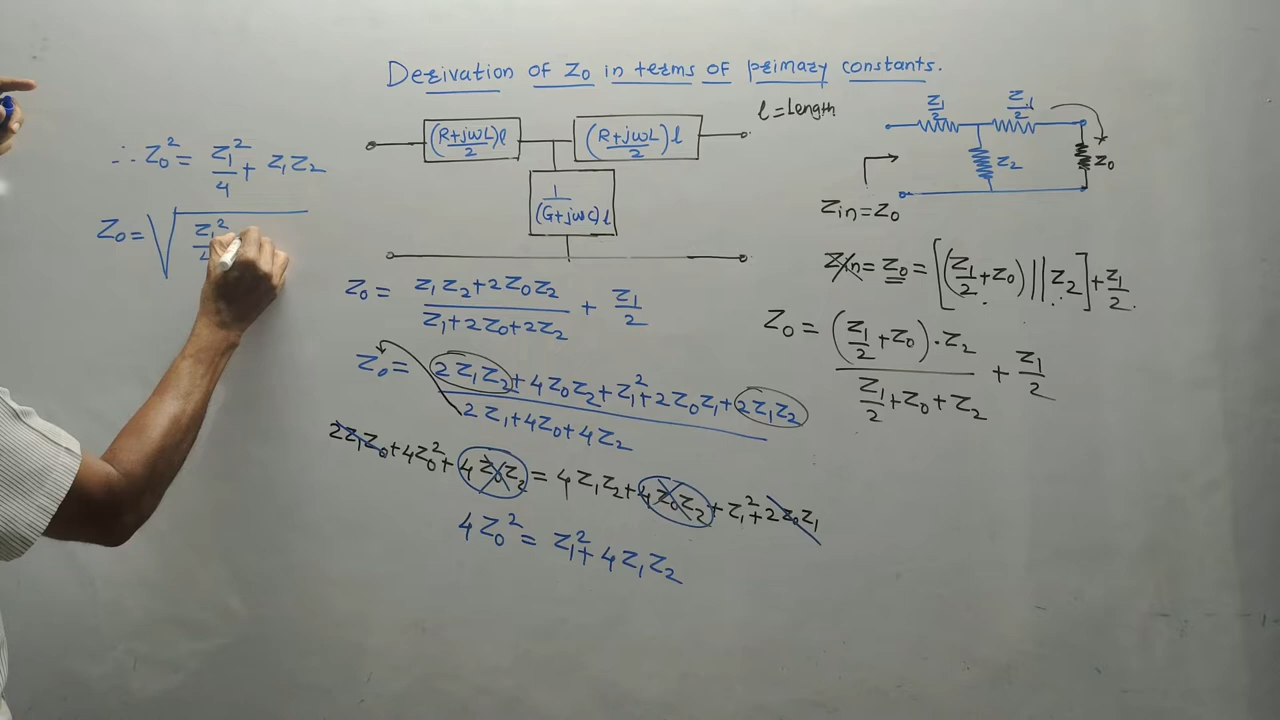 Derivation of Z₀ in terms of primary constants.
(R+jωL)/2 l
(R+jωL)/2 l
l = Length
1/(G+jωC) l
Z₁/2
Z₁/2
Z₂
Z₀
Zin = Z₀
Zin = Z₀ = [(Z₁/2 + Z₀) || Z₂] + Z₁/2
Z₀ = (Z₁/2 + Z₀) · Z₂ / (Z₁/2 + Z₀ + Z₂) + Z₁/2
Z₀ = (Z₁Z₂ + 2Z₀Z₂) / (Z₁ + 2Z₀ + 2Z₂) + Z₁/2
Z₀ = (2Z₁Z₂ + 4Z₀Z₂ + Z₁² + 2Z₀Z₁ + 2Z₁Z₂) / (2Z₁ + 4Z₀ + 4Z₂)
2Z₁Z₀ + 4Z₀² + 4Z₀Z₂ = 4Z₁Z₂ + 4Z₀Z₂ + Z₁² + 2Z₀Z₁
4Z₀² = Z₁² + 4Z₁Z₂
∴ Z₀² = Z₁²/4 + Z₁Z₂
Z₀ = √ Z₁²/4